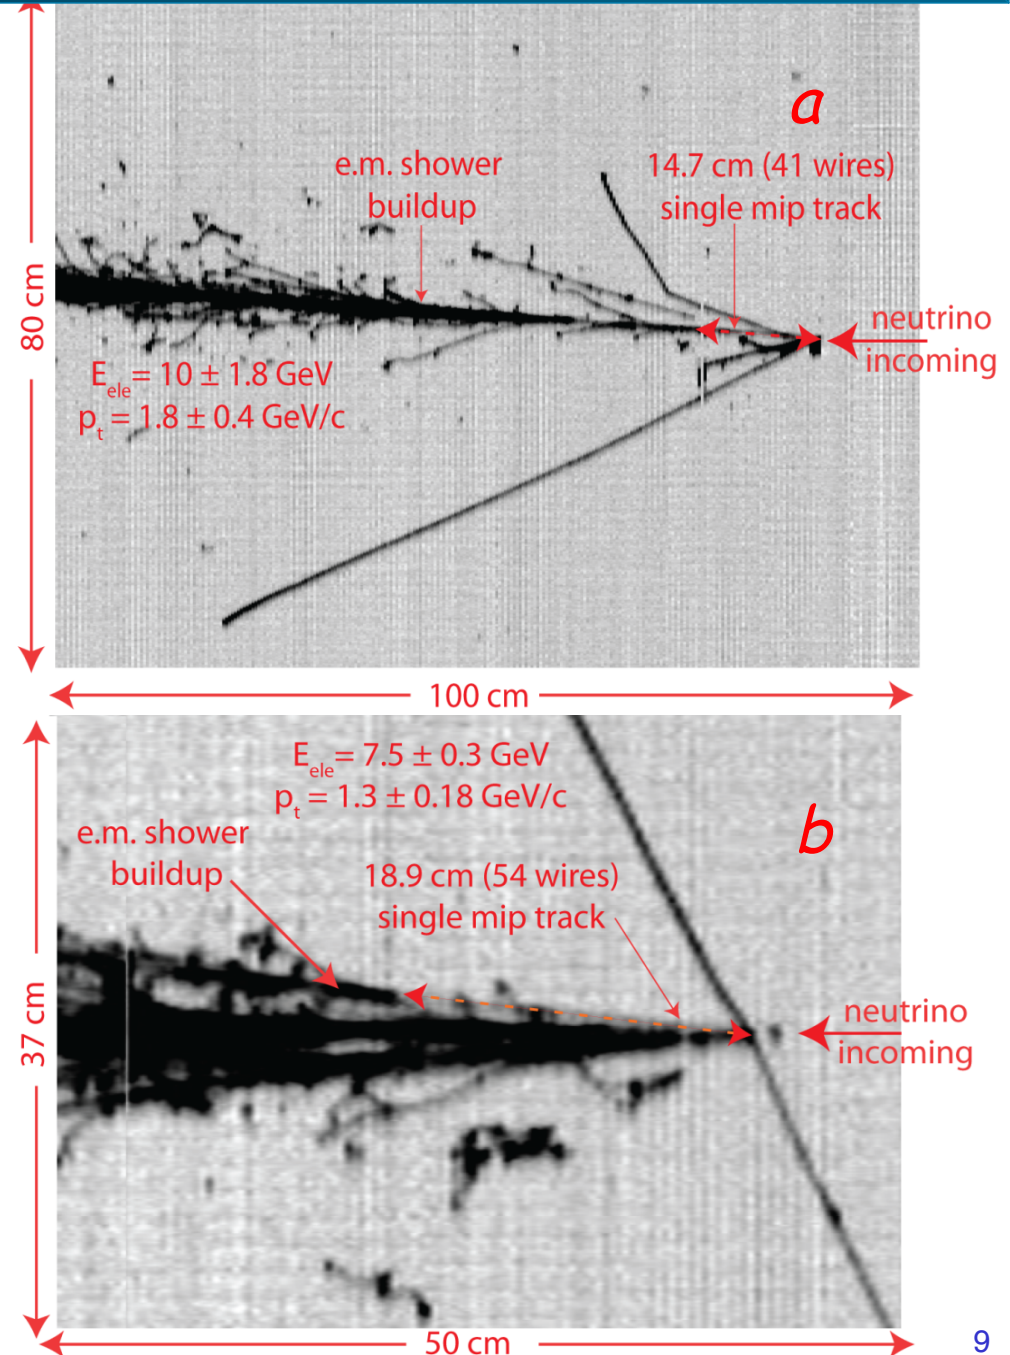 a
e.m. shower
buildup
14.7 cm (41 wires)
single mip track
80 cm
neutrino
incoming
E_ele = 10 ± 1.8 GeV
p_t = 1.8 ± 0.4 GeV/c
100 cm
E_ele = 7.5 ± 0.3 GeV
p_t = 1.3 ± 0.18 GeV/c
b
e.m. shower
buildup
18.9 cm (54 wires)
single mip track
37 cm
neutrino
incoming
50 cm
9